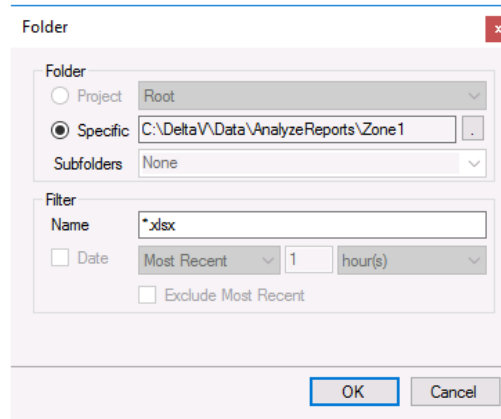 Folder
x
Folder
Project Root
Specific C:\DeltaV\Data\AnalyzeReports\Zone1 .
Subfolders None
Filter
Name *.xlsx
Date Most Recent 1 hour(s)
Exclude Most Recent
OK Cancel